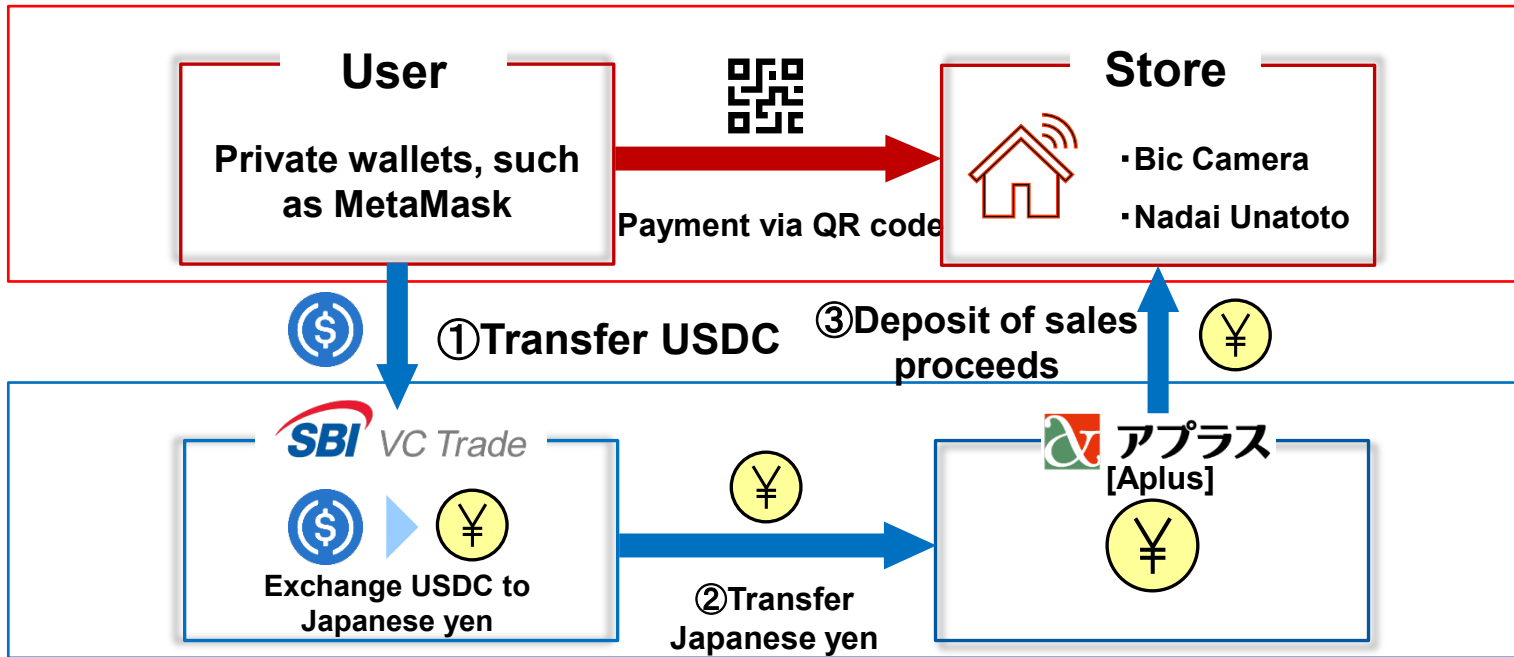 User
Private wallets, such
as MetaMask
Payment via QR code
Store
・Bic Camera
・Nadai Unatoto
①Transfer USDC
③Deposit of sales
proceeds
SBI VC Trade
Exchange USDC to
Japanese yen
②Transfer
Japanese yen
アプラス
[Aplus]